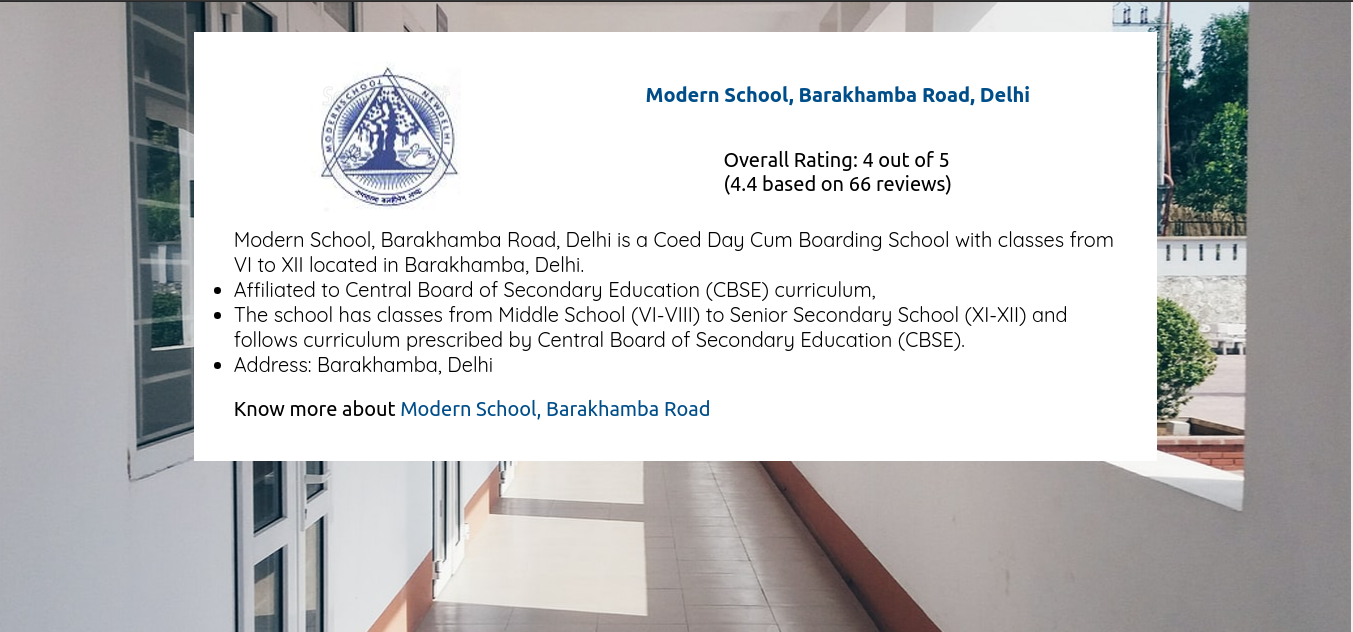 MODERN SCHOOL NEW DELHI
Modern School, Barakhamba Road, Delhi
Overall Rating: 4 out of 5
(4.4 based on 66 reviews)
Modern School, Barakhamba Road, Delhi is a Coed Day Cum Boarding School with classes from
VI to XII located in Barakhamba, Delhi.
Affiliated to Central Board of Secondary Education (CBSE) curriculum,
The school has classes from Middle School (VI-VIII) to Senior Secondary School (XI-XII) and
follows curriculum prescribed by Central Board of Secondary Education (CBSE).
Address: Barakhamba, Delhi
Know more about Modern School, Barakhamba Road